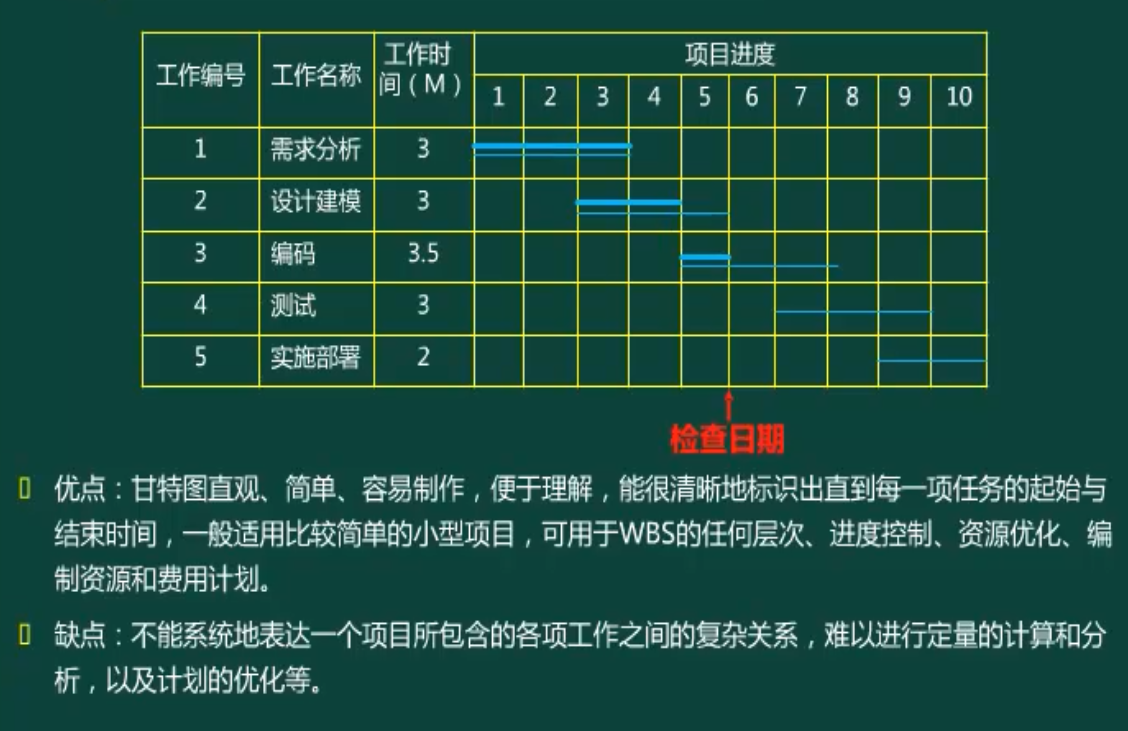 工作编号 工作名称 工作时间（M） 项目进度
1 2 3 4 5 6 7 8 9 10
1 需求分析 3
2 设计建模 3
3 编码 3.5
4 测试 3
5 实施部署 2
检查日期
优点：甘特图直观、简单、容易制作，便于理解，能很清晰地标识出直到每一项任务的起始与
结束时间，一般适用比较简单的小型项目，可用于WBS的任何层次、进度控制、资源优化、编
制资源和费用计划。
缺点：不能系统地表达一个项目所包含的各项工作之间的复杂关系，难以进行定量的计算和分
析，以及计划的优化等。